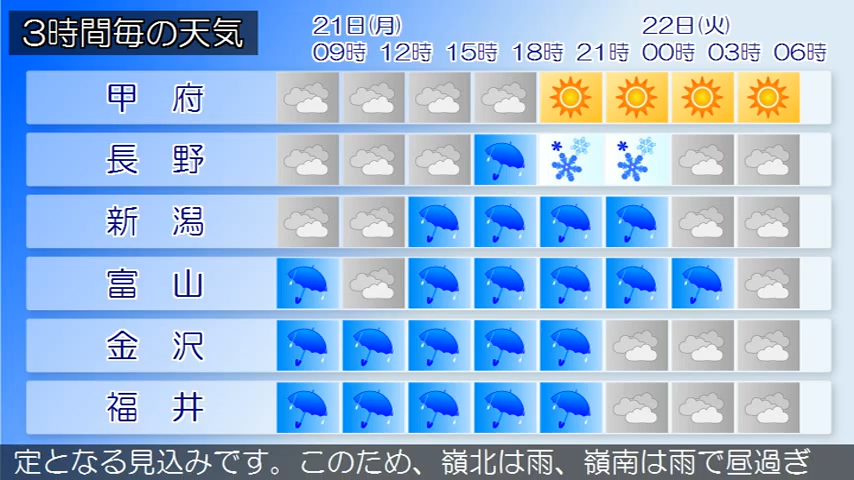 3時間毎の天気
21日(月) 22日(火)
09時 12時 15時 18時 21時 00時 03時 06時
甲 府
長 野
新 潟
富 山
金 沢
福 井
定となる見込みです。このため、嶺北は雨、嶺南は雨で昼過ぎ